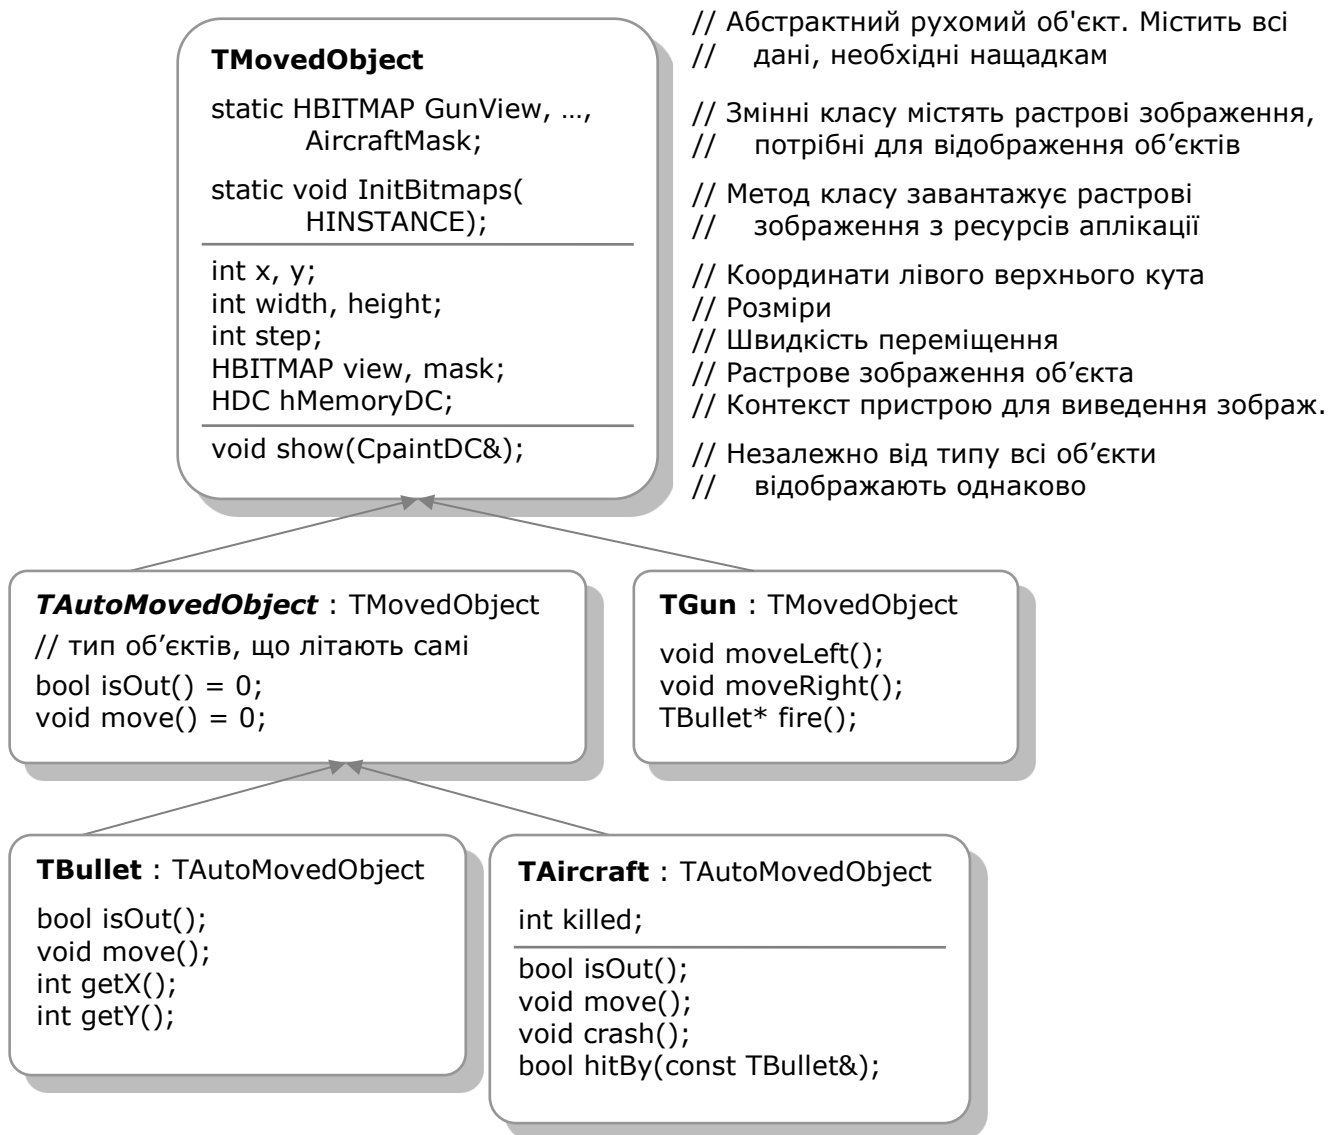 TMovedObject
static HBITMAP GunView, …,
AircraftMask;
static void InitBitmaps(
HINSTANCE);
int x, y;
int width, height;
int step;
HBITMAP view, mask;
HDC hMemoryDC;
void show(CpaintDC&);
// Абстрактний рухомий об'єкт. Містить всі
// дані, необхідні нащадкам
// Змінні класу містять растрові зображення,
// потрібні для відображення об’єктів
// Метод класу завантажує растрові
// зображення з ресурсів аплікації
// Координати лівого верхнього кута
// Розміри
// Швидкість переміщення
// Растрове зображення об’єкта
// Контекст пристрою для виведення зображ.
// Незалежно від типу всі об’єкти
// відображають однаково
TAutoMovedObject : TMovedObject
// тип об’єктів, що літають самі
bool isOut() = 0;
void move() = 0;
TGun : TMovedObject
void moveLeft();
void moveRight();
TBullet* fire();
TBullet : TAutoMovedObject
bool isOut();
void move();
int getX();
int getY();
TAircraft : TAutoMovedObject
int killed;
bool isOut();
void move();
void crash();
bool hitBy(const TBullet&);